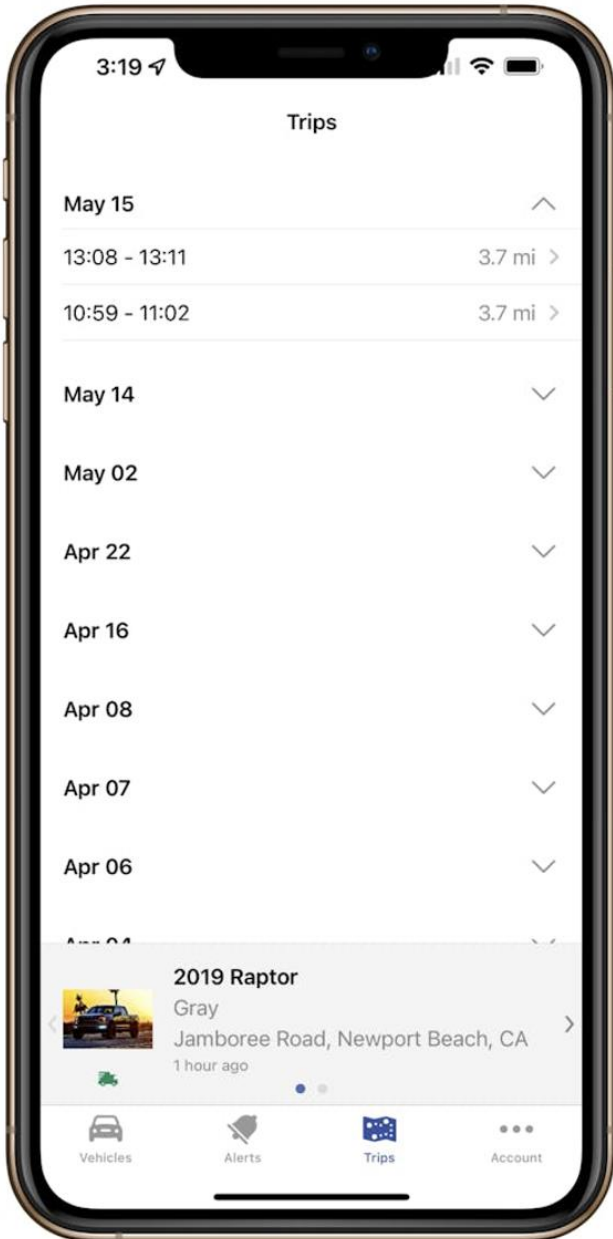 3:19
Trips
May 15
13:08 - 13:11 3.7 mi
10:59 - 11:02 3.7 mi
May 14
May 02
Apr 22
Apr 16
Apr 08
Apr 07
Apr 06
Apr 04
2019 Raptor
Gray
Jamboree Road, Newport Beach, CA
1 hour ago
Vehicles Alerts Trips Account